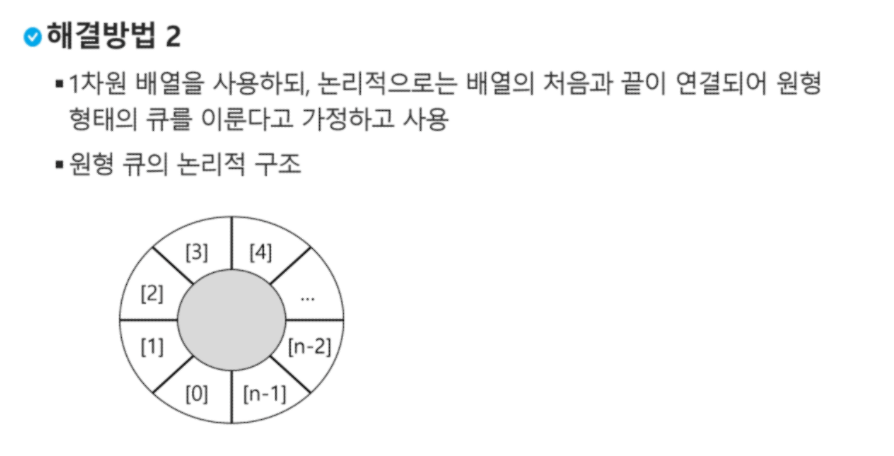 해결방법 2
▪1차원 배열을 사용하되, 논리적으로는 배열의 처음과 끝이 연결되어 원형
형태의 큐를 이룬다고 가정하고 사용
▪원형 큐의 논리적 구조
[3] [4]
[2] ...
[1] [n-2]
[0] [n-1]